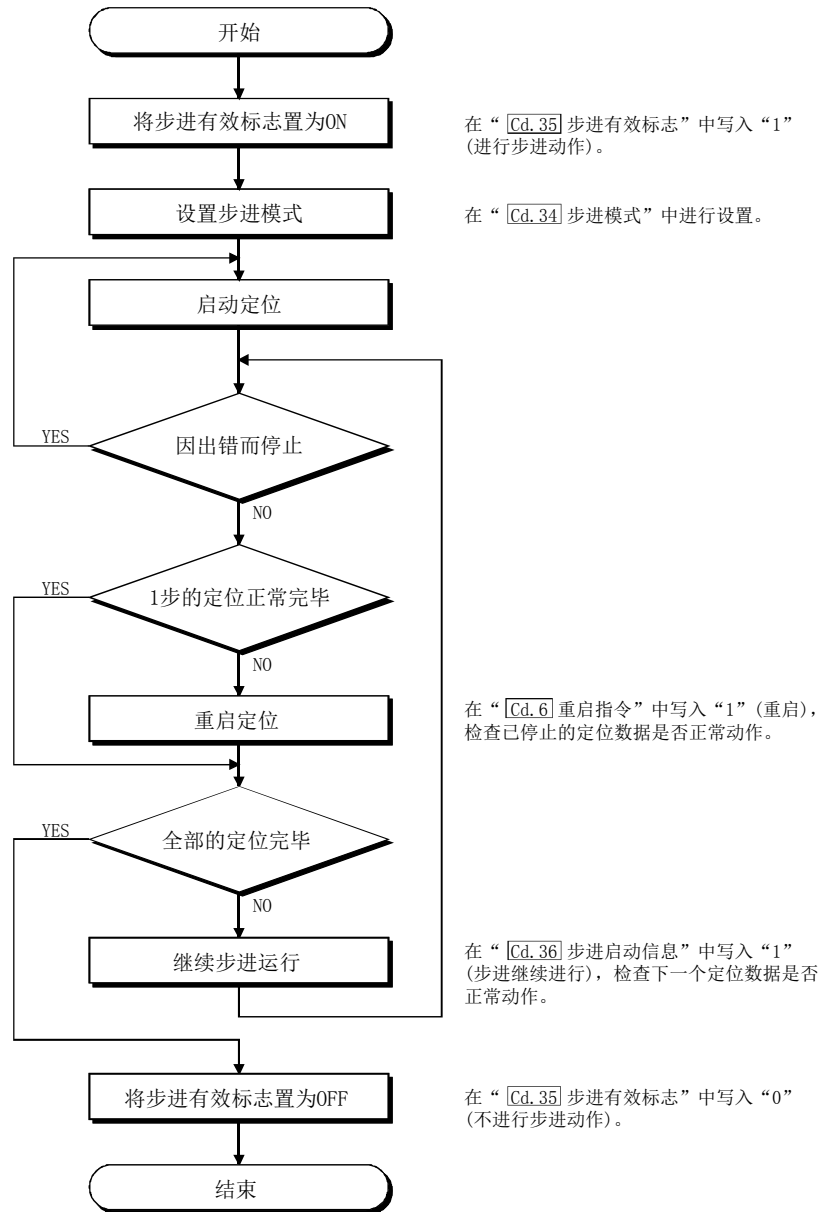 开始
将步进有效标志置为ON
在“ Cd.35 步进有效标志”中写入“1”
(进行步进动作)。
设置步进模式
在“ Cd.34 步进模式”中进行设置。
启动定位
YES
因出错而停止
NO
YES
1步的定位正常完毕
NO
重启定位
在“ Cd.6 重启指令”中写入“1”(重启),
检查已停止的定位数据是否正常动作。
YES
全部的定位完毕
NO
继续步进运行
在“ Cd.36 步进启动信息”中写入“1”
(步进继续进行), 检查下一个定位数据是否
正常动作。
将步进有效标志置为OFF
在“ Cd.35 步进有效标志”中写入“0”
(不进行步进动作)。
结束